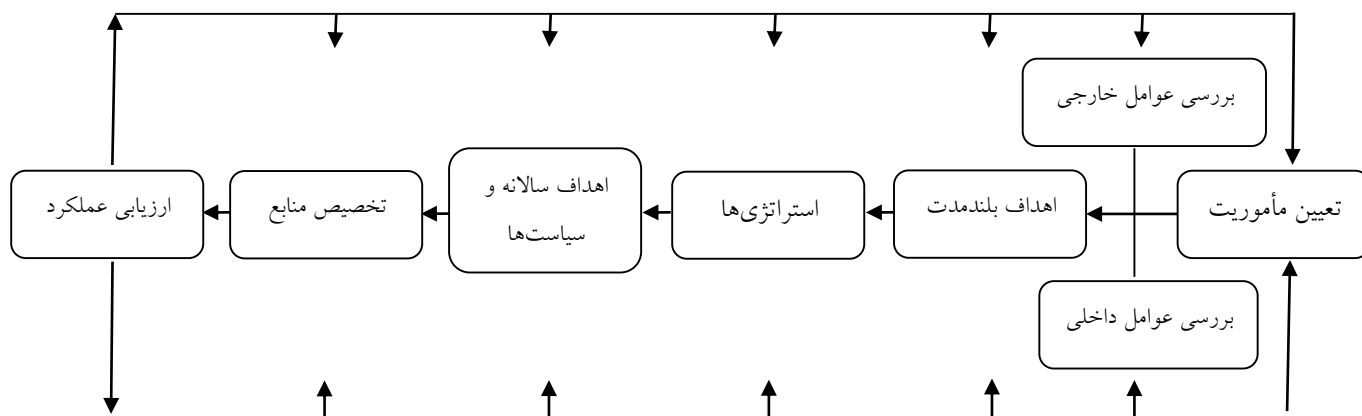 بررسی عوامل خارجی
تعیین مأموریت
اهداف بلندمدت
استراتژی‌ها
اهداف سالانه و
سیاست‌ها
تخصیص منابع
ارزیابی عملکرد
بررسی عوامل داخلی